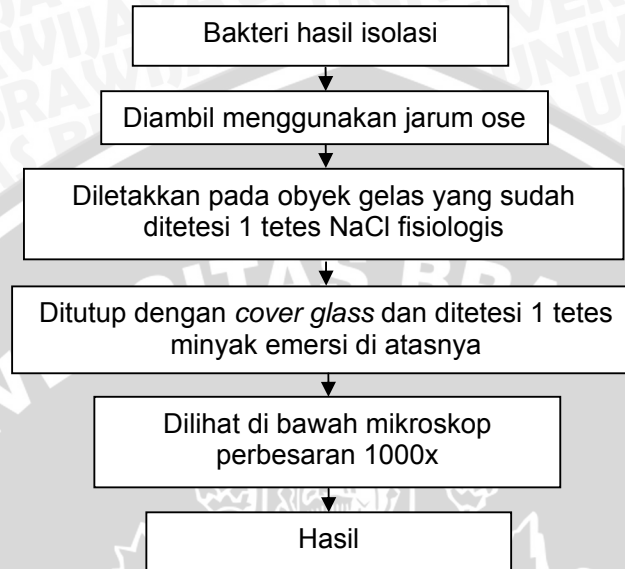 Bakteri hasil isolasi
Diambil menggunakan jarum ose
Diletakkan pada obyek gelas yang sudah
ditetesi 1 tetes NaCl fisiologis
Ditutup dengan cover glass dan ditetesi 1 tetes
minyak emersi di atasnya
Dilihat di bawah mikroskop
perbesaran 1000x
Hasil